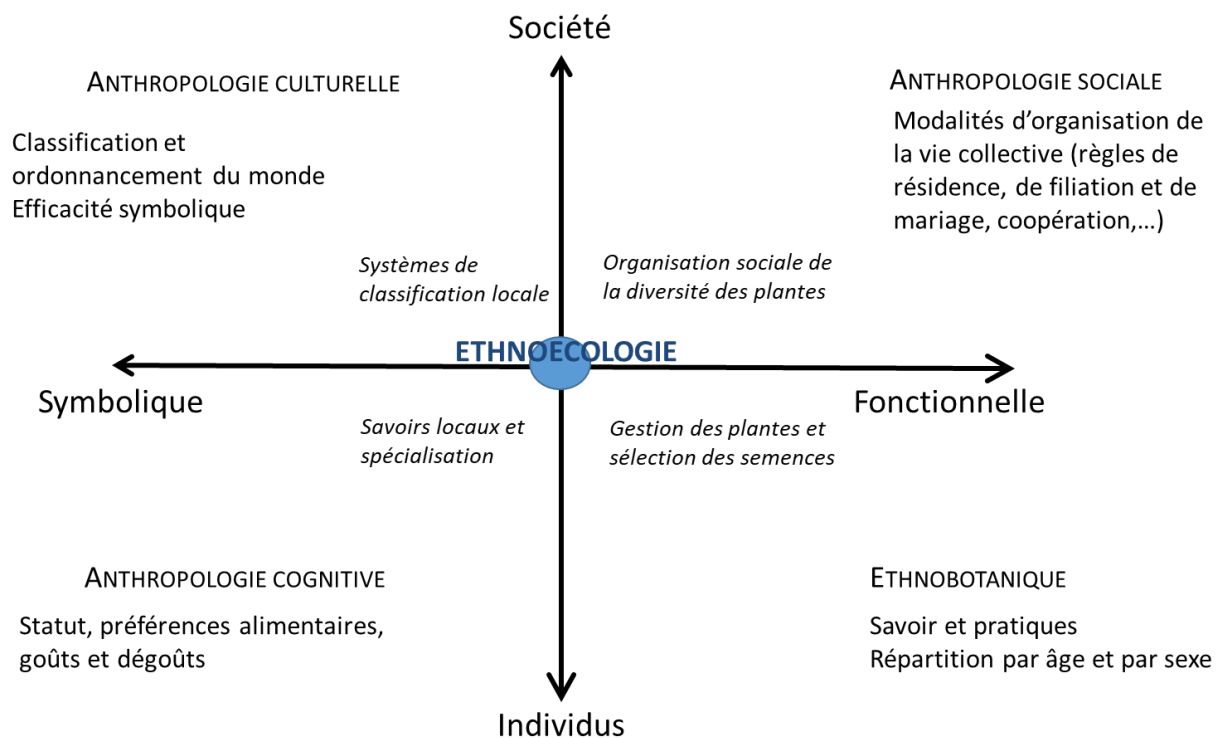 Société
ANTHROPOLOGIE CULTURELLE
Classification et
ordonnancement du monde
Efficacité symbolique
ANTHROPOLOGIE SOCIALE
Modalités d’organisation de
la vie collective (règles de
résidence, de filiation et de
mariage, coopération,…)
Systèmes de
classification locale
Organisation sociale de
la diversité des plantes
ETHNOECOLOGIE
Symbolique
Fonctionnelle
Savoirs locaux et
spécialisation
Gestion des plantes et
sélection des semences
ANTHROPOLOGIE COGNITIVE
Statut, préférences alimentaires,
goûts et dégoûts
ETHNOBOTANIQUE
Savoir et pratiques
Répartition par âge et par sexe
Individus